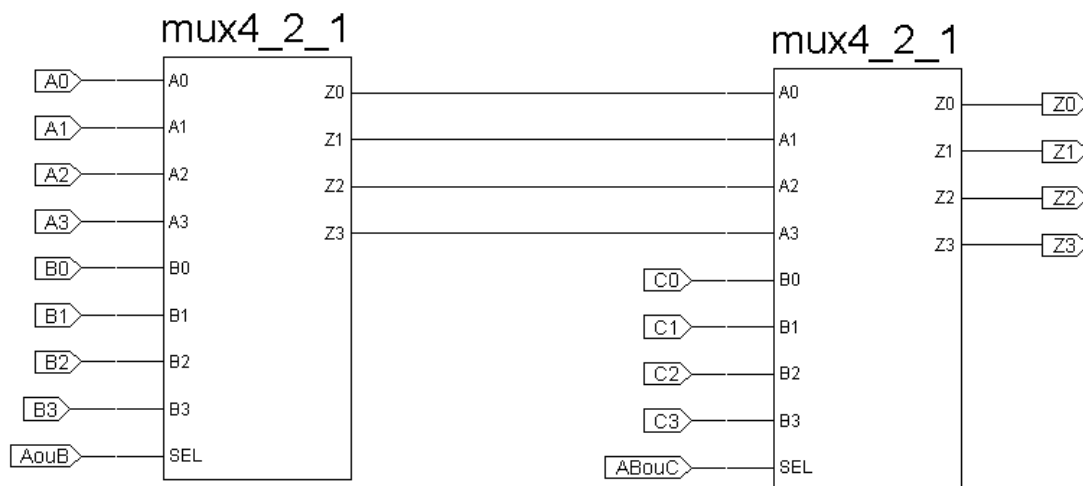 mux4_2_1
A0 A0
Z0
A1 A1
Z1
A2 A2
Z2
A3 A3
Z3
B0 B0
B1 B1
B2 B2
B3 B3
AouB SEL
mux4_2_1
A0
Z0 Z0
A1
Z1 Z1
A2
Z2 Z2
A3
Z3 Z3
C0 B0
C1 B1
C2 B2
C3 B3
ABouC SEL